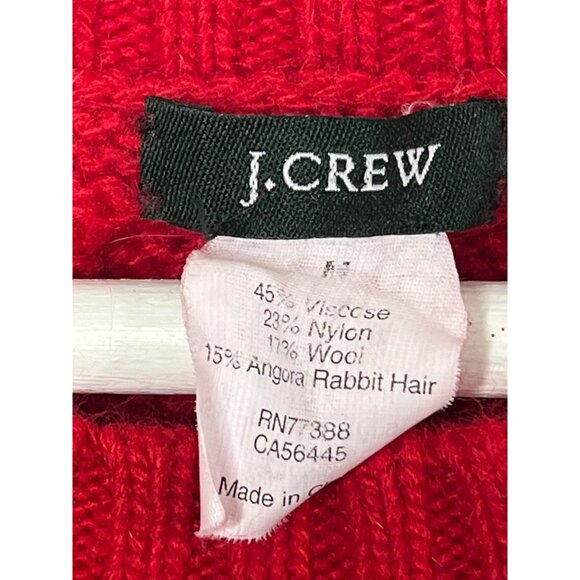 J.CREW
M
45% Viscose
23% Nylon
17% Wool
15% Angora Rabbit Hair
RN77388
CA56445
Made in